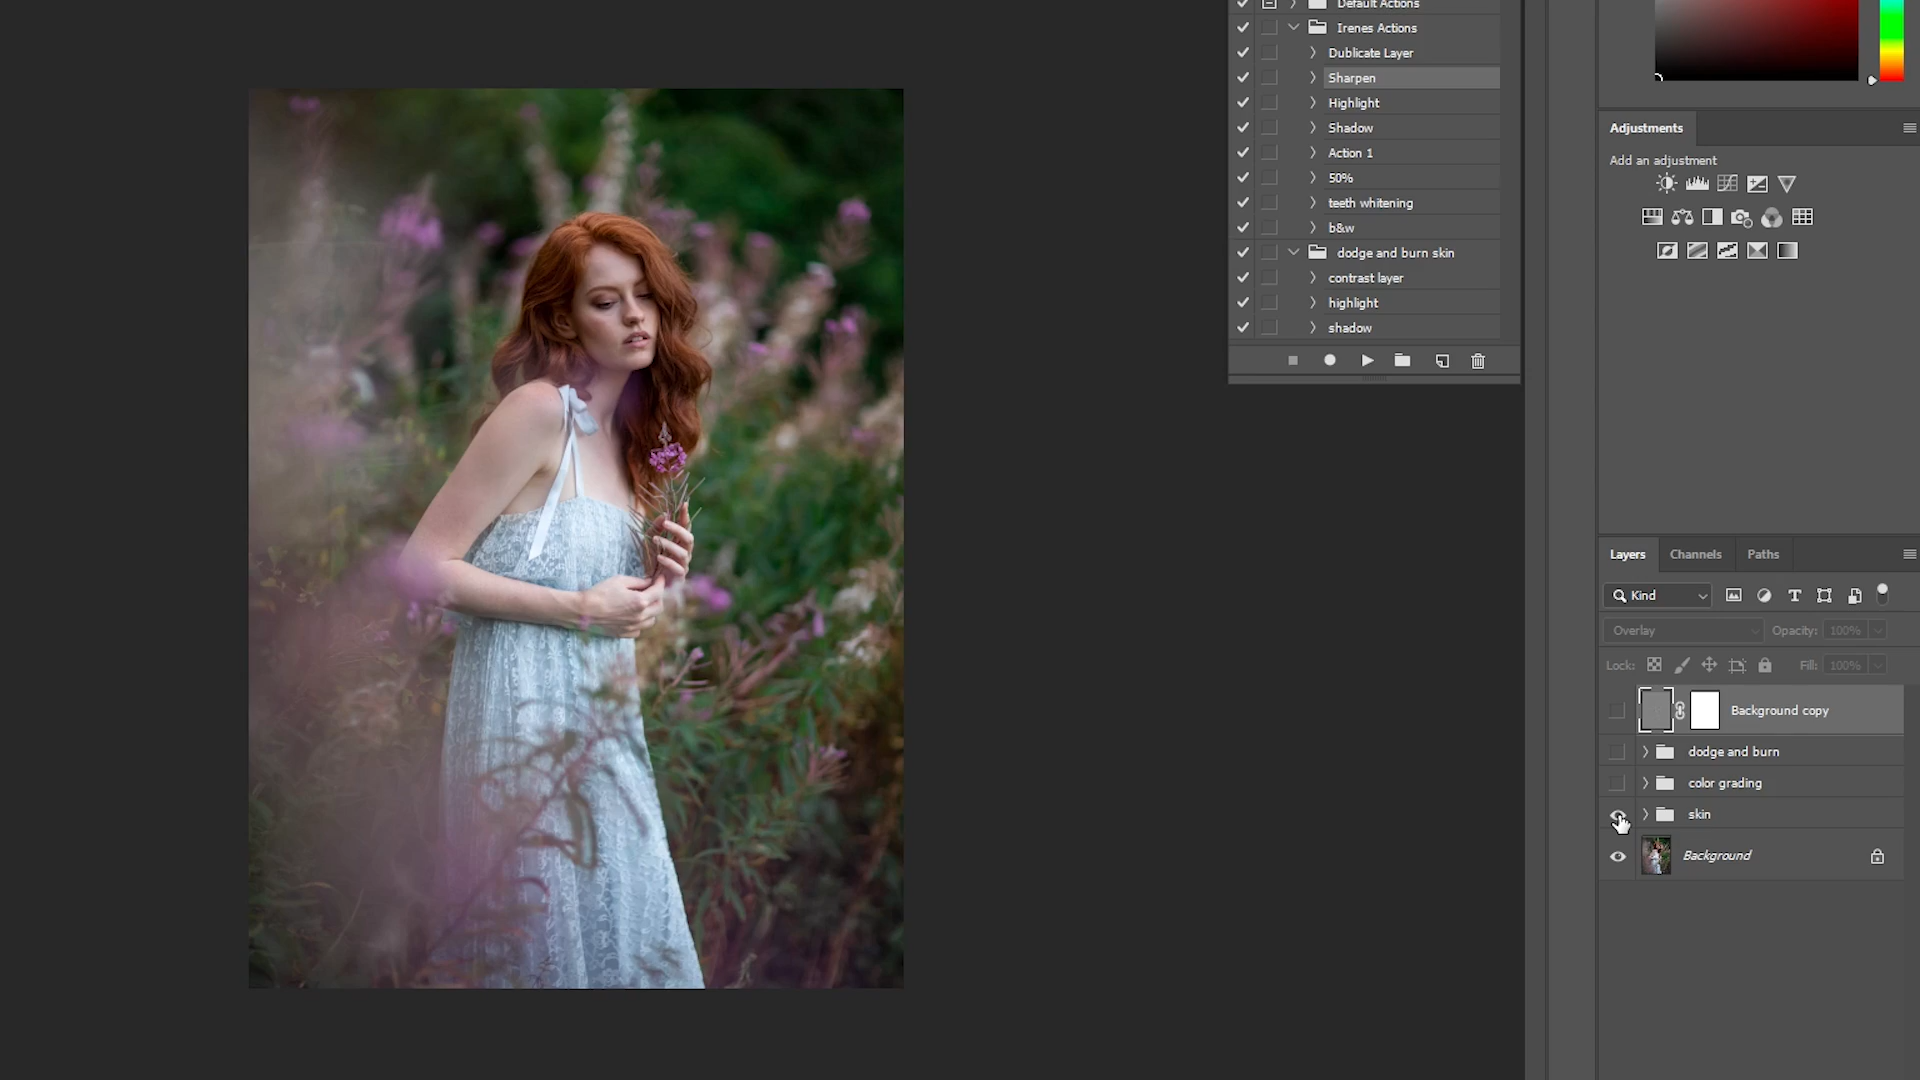 Default Actions
Irenes Actions
Dublicate Layer
Sharpen
Highlight
Shadow
Action 1
50%
teeth whitening
b&w
dodge and burn skin
contrast layer
highlight
shadow
Adjustments
Add an adjustment
Layers Channels Paths
Kind
Overlay Opacity: 100%
Lock: Fill: 100%
Background copy
dodge and burn
color grading
skin
Background